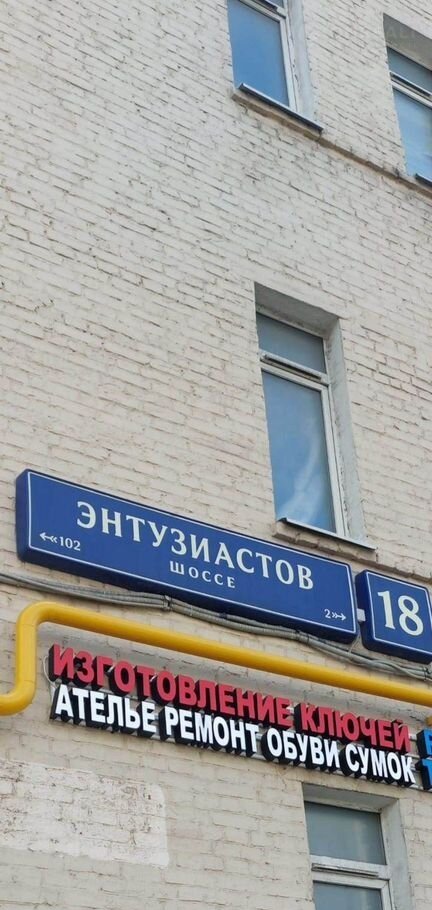 ЭНТУЗИАСТОВ
ШОССЕ
102
2
18
ИЗГОТОВЛЕНИЕ КЛЮЧЕЙ
АТЕЛЬЕ РЕМОНТ ОБУВИ СУМОК